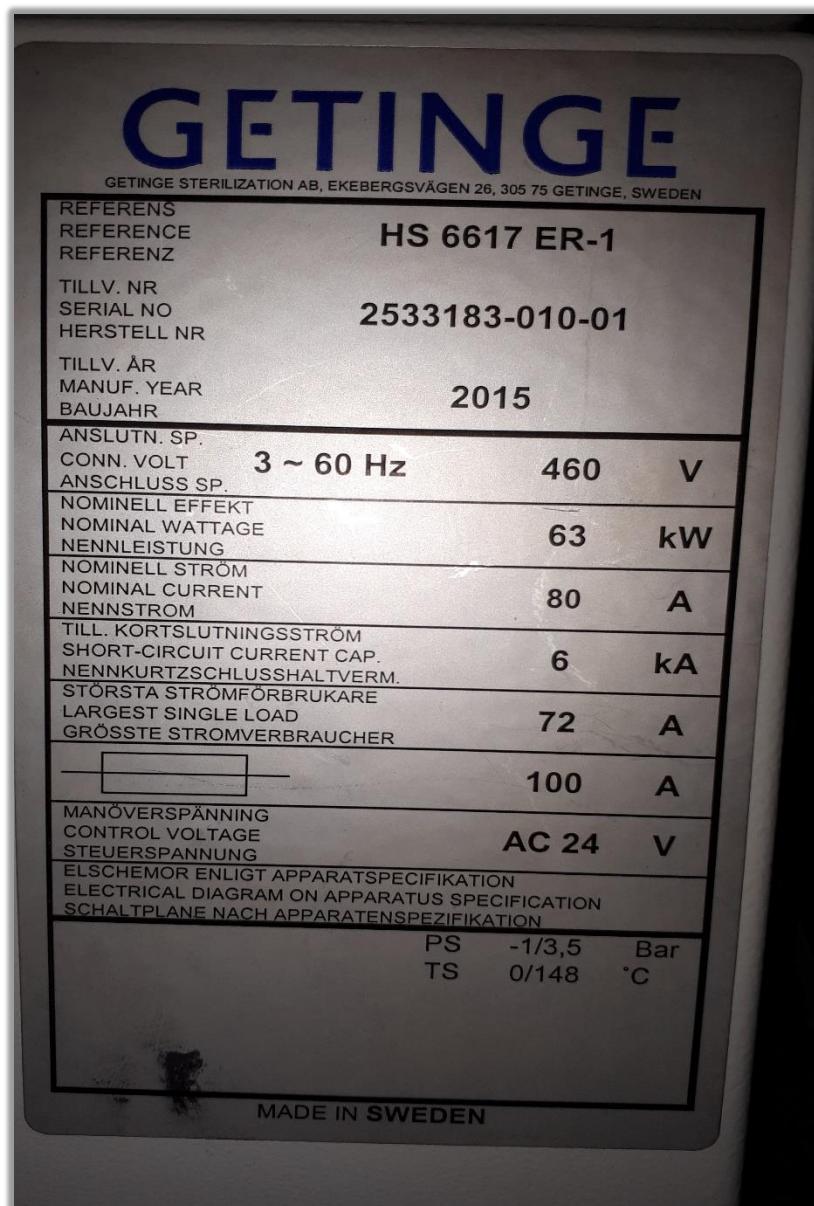 GETINGE
GETINGE STERILIZATION AB, EKEBERGSVÄGEN 26, 305 75 GETINGE, SWEDEN
REFERENS
REFERENCE HS 6617 ER-1
REFERENZ
TILLV. NR
SERIAL NO 2533183-010-01
HERSTELL NR
TILLV. ÅR
MANUF. YEAR 2015
BAUJAHR
ANSLUTN. SP.
CONN. VOLT 3 ~ 60 Hz 460 V
ANSCHLUSS SP.
NOMINELL EFFEKT
NOMINAL WATTAGE 63 kW
NENNLEISTUNG
NOMINELL STRÖM
NOMINAL CURRENT 80 A
NENNSTROM
TILL. KORTSLUTNINGSSTRÖM
SHORT-CIRCUIT CURRENT CAP. 6 kA
NENNKURTZSCHLUSSHALTVERM.
STÖRSTA STRÖMFÖRBRUKARE
LARGEST SINGLE LOAD 72 A
GRÖSSTE STROMVERBRAUCHER
100 A
MANÖVERSPÄNNING
CONTROL VOLTAGE AC 24 V
STEUERSPANNUNG
ELSCHEMOR ENLIGT APPARATSPECIFIKATION
ELECTRICAL DIAGRAM ON APPARATUS SPECIFICATION
SCHALTPLANE NACH APPARATENSPEZIFIKATION
PS -1/3,5 Bar
TS 0/148 °C
MADE IN SWEDEN